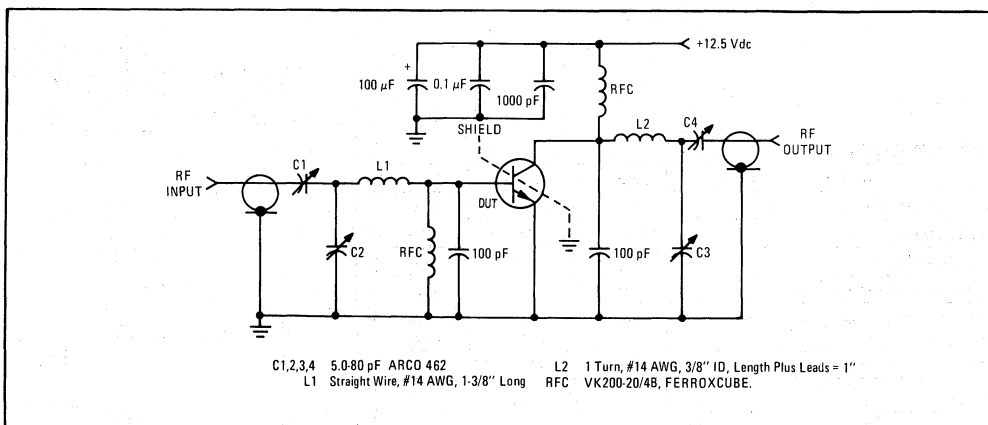 +12.5 Vdc
+
100 µF
0.1 µF
1000 pF
RFC
SHIELD
L2
C4
RF
OUTPUT
C1
L1
RF
INPUT
DUT
C2
RFC
100 pF
100 pF
C3
C1,2,3,4 5.0-80 pF ARCO 462
L1 Straight Wire, #14 AWG, 1-3/8" Long
L2 1 Turn, #14 AWG, 3/8" ID, Length Plus Leads = 1"
RFC VK200-20/4B, FERROXCUBE.